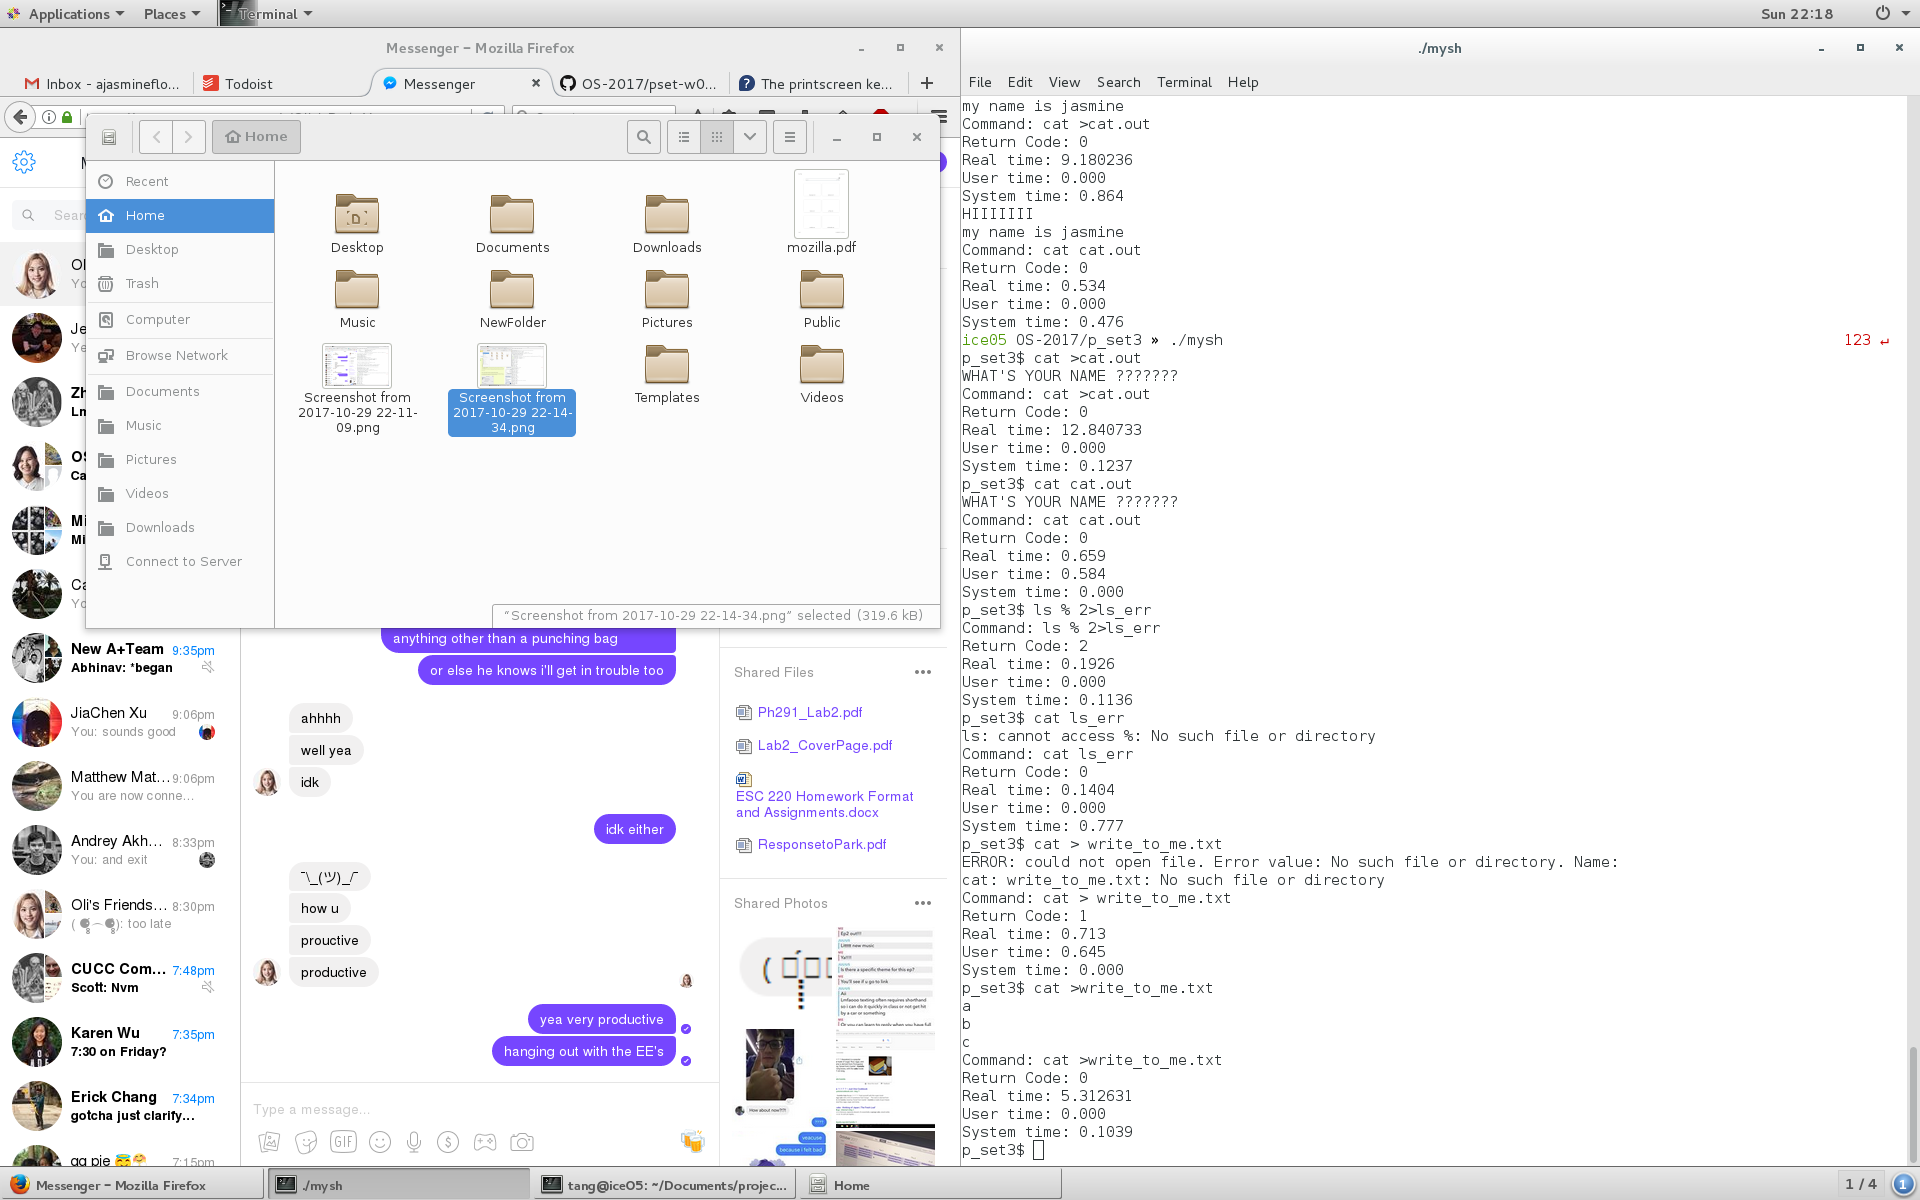 Applications
Places
Terminal
Sun 22:18
Messenger – Mozilla Firefox
Inbox - ajasmineflo...
Todoist
Messenger
OS-2017/pset-w0...
The printscreen ke...
Home
Recent
Home
Desktop
Trash
Computer
Browse Network
Documents
Music
Pictures
Videos
Downloads
Connect to Server
Desktop
Documents
Downloads
mozilla.pdf
Music
NewFolder
Pictures
Public
Screenshot from
2017-10-29 22-11-
09.png
Screenshot from
2017-10-29 22-14-
34.png
Templates
Videos
"Screenshot from 2017-10-29 22-14-34.png" selected (319.6 kB)
New A+Team 9:35pm
Abhinav: *began
JiaChen Xu 9:06pm
You: sounds good
Matthew Mat... 9:06pm
You are now conne...
Andrey Akh... 8:33pm
You: and exit
Oli's Friends... 8:30pm
too late
CUCC Com... 7:48pm
Scott: Nvm
Karen Wu 7:35pm
7:30 on Friday?
Erick Chang 7:34pm
gotcha just clarify...
gg pie 😇 7:15pm
anything other than a punching bag
or else he knows i'll get in trouble too
ahhhh
well yea
idk
idk either
¯\_(ツ)_/¯
how u
prouctive
productive
yea very productive
hanging out with the EE's
Type a message...
GIF
Shared Files
Ph291_Lab2.pdf
Lab2_CoverPage.pdf
ESC 220 Homework Format
and Assignments.docx
ResponsetoPark.pdf
Shared Photos
./mysh
File Edit View Search Terminal Help
my name is jasmine
Command: cat >cat.out
Return Code: 0
Real time: 9.180236
User time: 0.000
System time: 0.864
HIIIIIII
my name is jasmine
Command: cat cat.out
Return Code: 0
Real time: 0.534
User time: 0.000
System time: 0.476
ice05 OS-2017/p_set3 » ./mysh 123 ↵
p_set3$ cat >cat.out
WHAT'S YOUR NAME ???????
Command: cat >cat.out
Return Code: 0
Real time: 12.840733
User time: 0.000
System time: 0.1237
p_set3$ cat cat.out
WHAT'S YOUR NAME ???????
Command: cat cat.out
Return Code: 0
Real time: 0.659
User time: 0.584
System time: 0.000
p_set3$ ls % 2>ls_err
Command: ls % 2>ls_err
Return Code: 2
Real time: 0.1926
User time: 0.000
System time: 0.1136
p_set3$ cat ls_err
ls: cannot access %: No such file or directory
Command: cat ls_err
Return Code: 0
Real time: 0.1404
User time: 0.000
System time: 0.777
p_set3$ cat > write_to_me.txt
ERROR: could not open file. Error value: No such file or directory. Name:
cat: write_to_me.txt: No such file or directory
Command: cat > write_to_me.txt
Return Code: 1
Real time: 0.713
User time: 0.645
System time: 0.000
p_set3$ cat >write_to_me.txt
a
b
c
Command: cat >write_to_me.txt
Return Code: 0
Real time: 5.312631
User time: 0.000
System time: 0.1039
p_set3$
Messenger – Mozilla Firefox
./mysh
tang@ice05: ~/Documents/projec...
Home
1 / 4
1